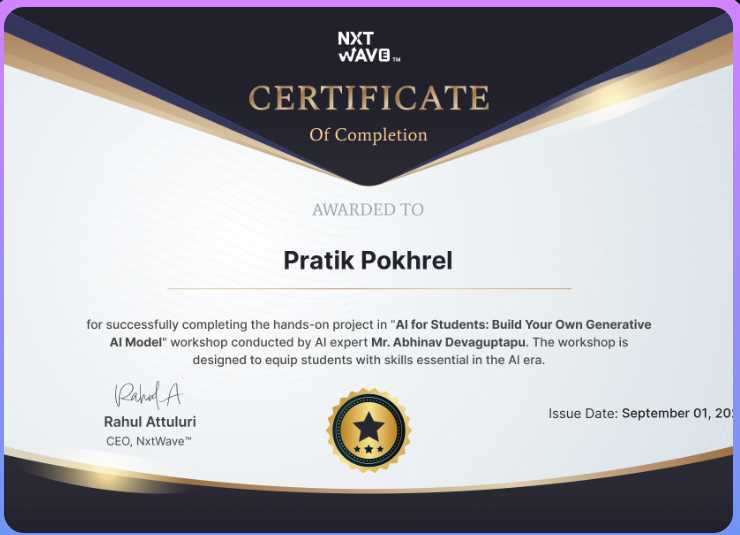 NXT
WAVE™
CERTIFICATE
Of Completion
AWARDED TO
Pratik Pokhrel
for successfully completing the hands-on project in "AI for Students: Build Your Own Generative
AI Model" workshop conducted by AI expert Mr. Abhinav Devaguptapu. The workshop is
designed to equip students with skills essential in the AI era.
Rahul A
Rahul Attuluri
CEO, NxtWave™
Issue Date: September 01,